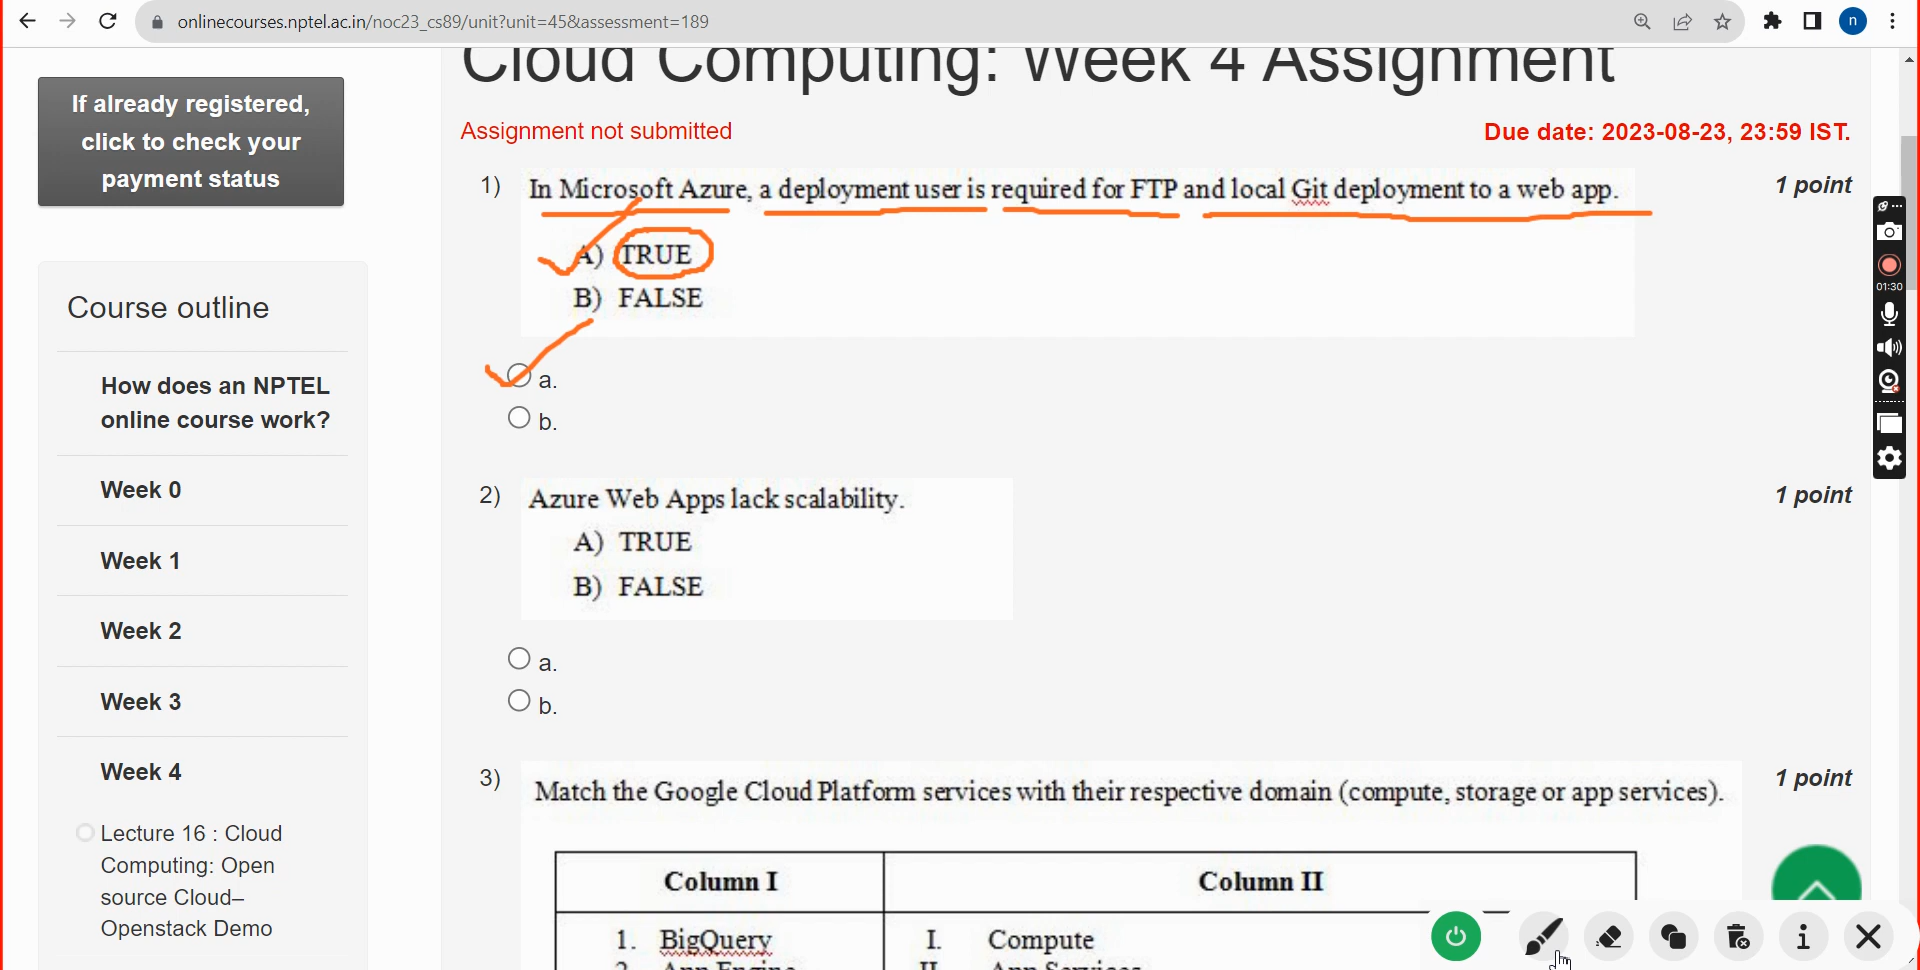 onlinecourses.nptel.ac.in/noc23_cs89/unit?unit=45&assessment=189
n
Cloud Computing: Week 4 Assignment
If already registered,
click to check your
payment status
Assignment not submitted
Due date: 2023-08-23, 23:59 IST.
1) In Microsoft Azure, a deployment user is required for FTP and local Git deployment to a web app.
1 point
A) TRUE
B) FALSE
a.
b.
01:30
Course outline
How does an NPTEL
online course work?
Week 0
Week 1
Week 2
Week 3
Week 4
Lecture 16 : Cloud
Computing: Open
source Cloud–
Openstack Demo
2) Azure Web Apps lack scalability.
1 point
A) TRUE
B) FALSE
a.
b.
3) Match the Google Cloud Platform services with their respective domain (compute, storage or app services).
1 point
Column I Column II
1. BigQuery I. Compute
2. App Engine II. App Services